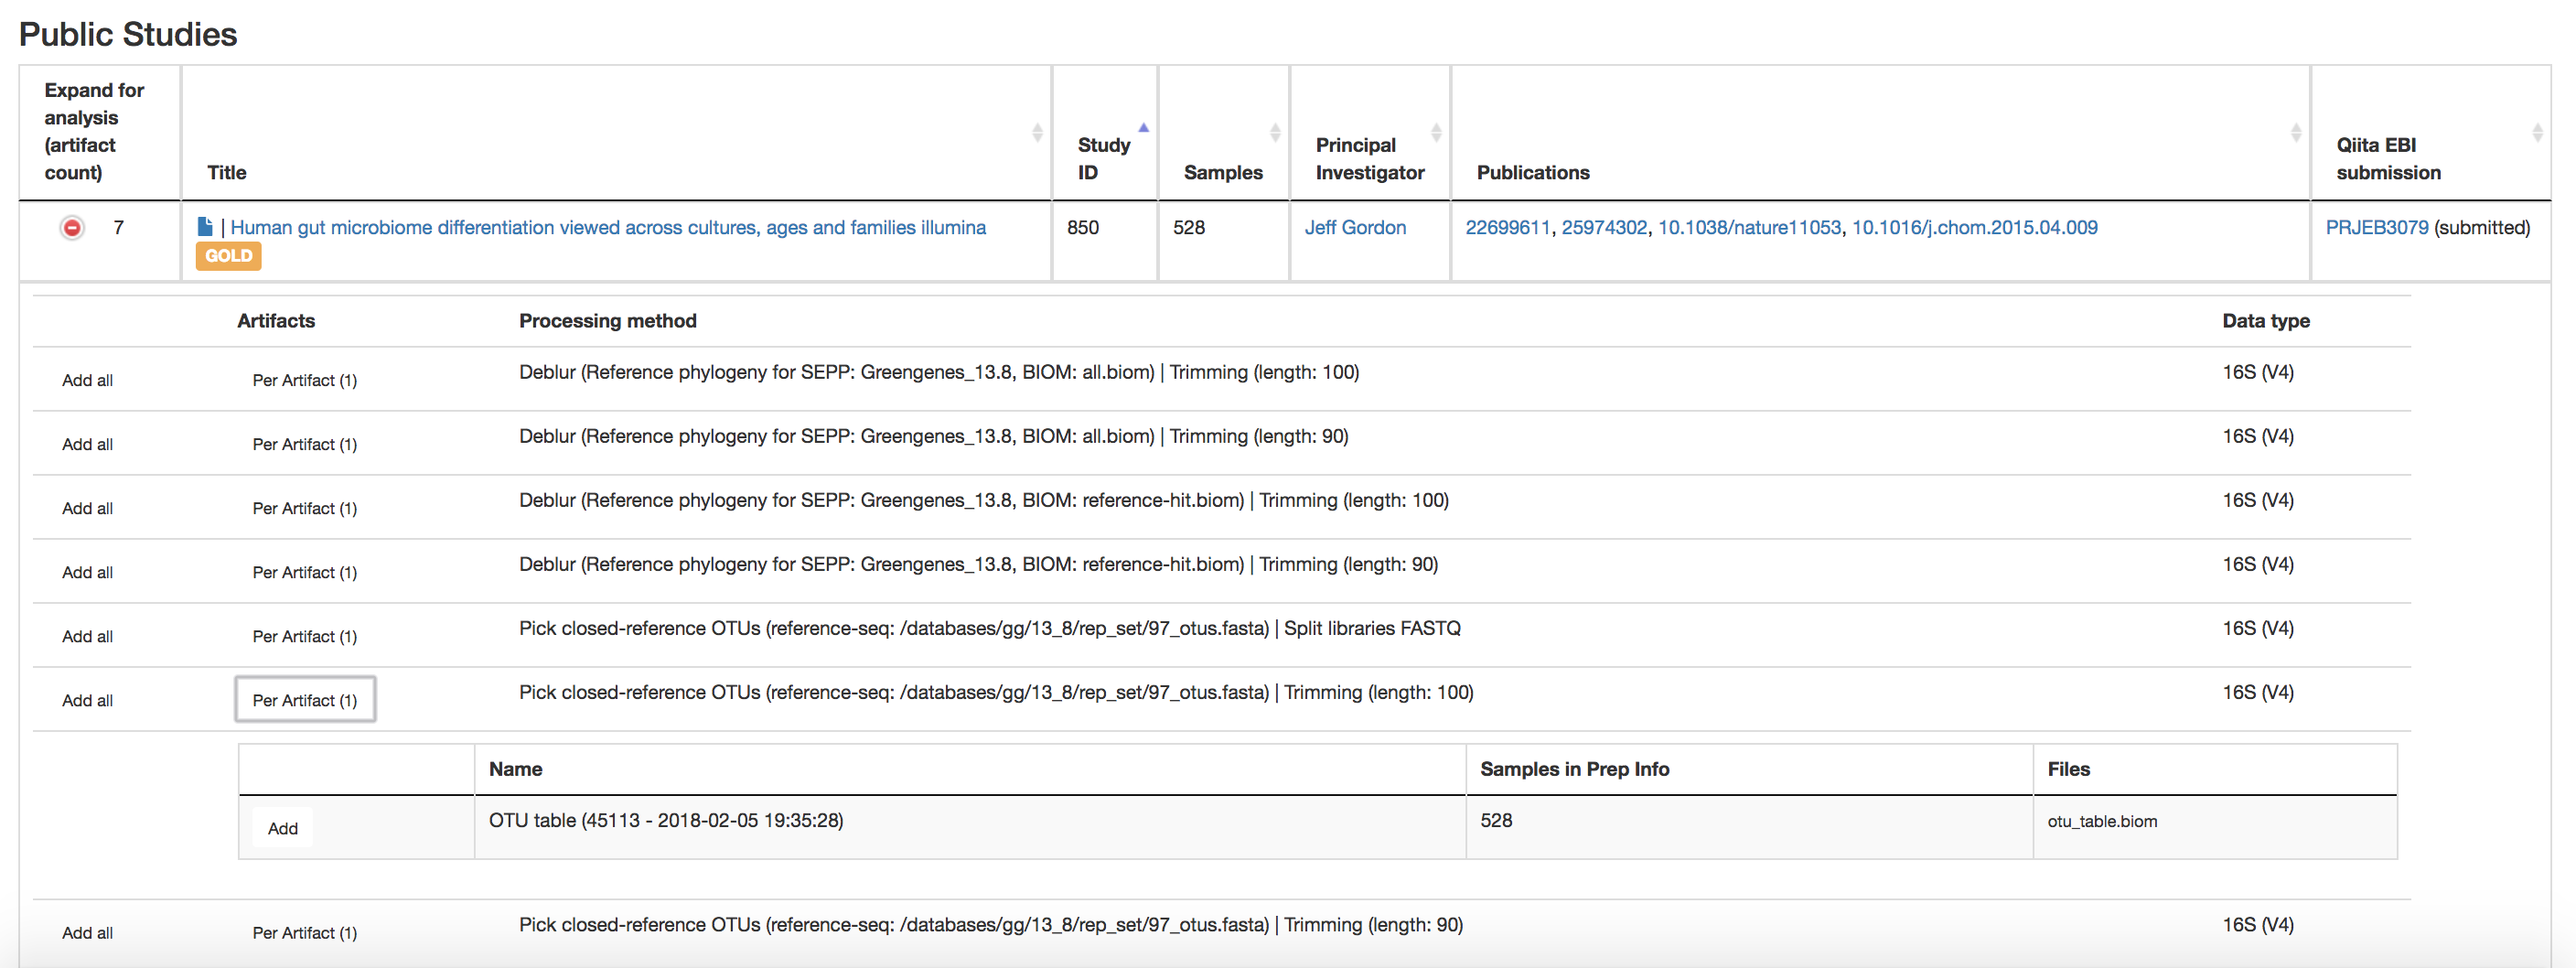 Public Studies
Expand for analysis (artifact count)
Title
Study ID
Samples
Principal Investigator
Publications
Qiita EBI submission
7
| Human gut microbiome differentiation viewed across cultures, ages and families illumina
GOLD
850
528
Jeff Gordon
22699611, 25974302, 10.1038/nature11053, 10.1016/j.chom.2015.04.009
PRJEB3079 (submitted)
Artifacts Processing method Data type
Add all Per Artifact (1) Deblur (Reference phylogeny for SEPP: Greengenes_13.8, BIOM: all.biom) | Trimming (length: 100) 16S (V4)
Add all Per Artifact (1) Deblur (Reference phylogeny for SEPP: Greengenes_13.8, BIOM: all.biom) | Trimming (length: 90) 16S (V4)
Add all Per Artifact (1) Deblur (Reference phylogeny for SEPP: Greengenes_13.8, BIOM: reference-hit.biom) | Trimming (length: 100) 16S (V4)
Add all Per Artifact (1) Deblur (Reference phylogeny for SEPP: Greengenes_13.8, BIOM: reference-hit.biom) | Trimming (length: 90) 16S (V4)
Add all Per Artifact (1) Pick closed-reference OTUs (reference-seq: /databases/gg/13_8/rep_set/97_otus.fasta) | Split libraries FASTQ 16S (V4)
Add all Per Artifact (1) Pick closed-reference OTUs (reference-seq: /databases/gg/13_8/rep_set/97_otus.fasta) | Trimming (length: 100) 16S (V4)
Name Samples in Prep Info Files
Add OTU table (45113 - 2018-02-05 19:35:28) 528 otu_table.biom
Add all Per Artifact (1) Pick closed-reference OTUs (reference-seq: /databases/gg/13_8/rep_set/97_otus.fasta) | Trimming (length: 90) 16S (V4)